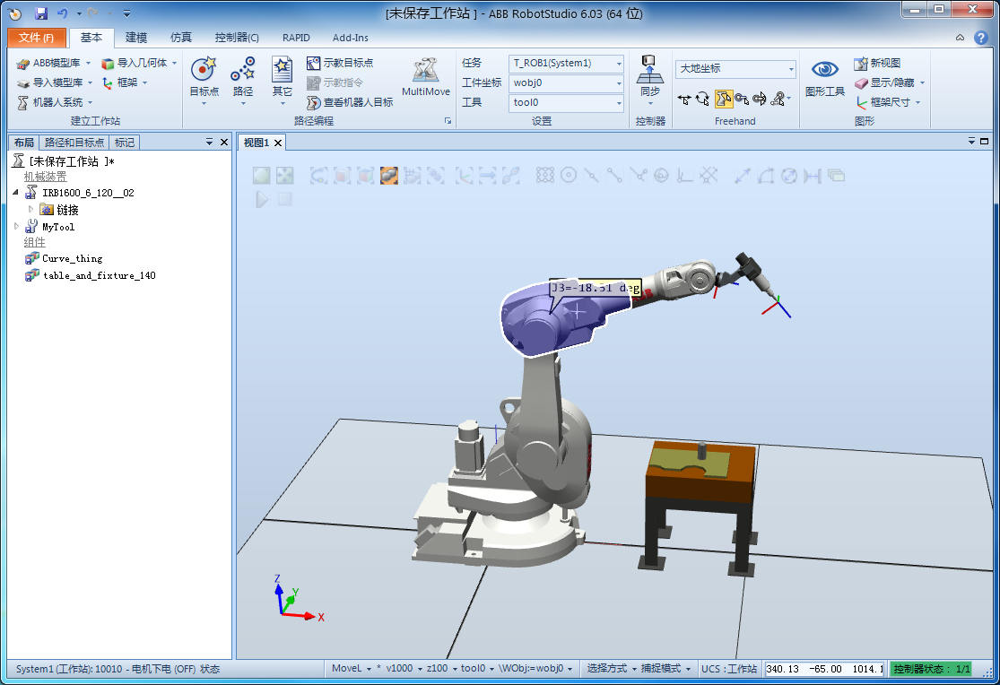 [未保存工作站 ] - ABB RobotStudio 6.03 (64 位)
文件(F) 基本 建模 仿真 控制器(C) RAPID Add-Ins
ABB模型库 导入几何体
导入模型库 框架
机器人系统
建立工作站
目标点 路径 其它
示教目标点
示教指令
查看机器人目标
MultiMove
路径编程
任务 T_ROB1(System1)
工件坐标 wobj0
工具 tool0
设置
同步
控制器
大地坐标
Freehand
图形工具
新视图
显示/隐藏
框架尺寸
图形
布局 路径和目标点 标记
视图1
[未保存工作站 ]*
机械装置
IRB1600_6_120__02
链接
MyTool
组件
Curve_thing
table_and_fixture_140
J3=-18.51 deg
Z
Y
X
System1 (工作站): 10010 - 电机下电 (OFF) 状态
MoveL * v1000 z100 tool0 \WObj:=wobj0 选择方式 捕捉模式 UCS : 工作站 340.13 -65.00 1014.1 控制器状态： 1/1